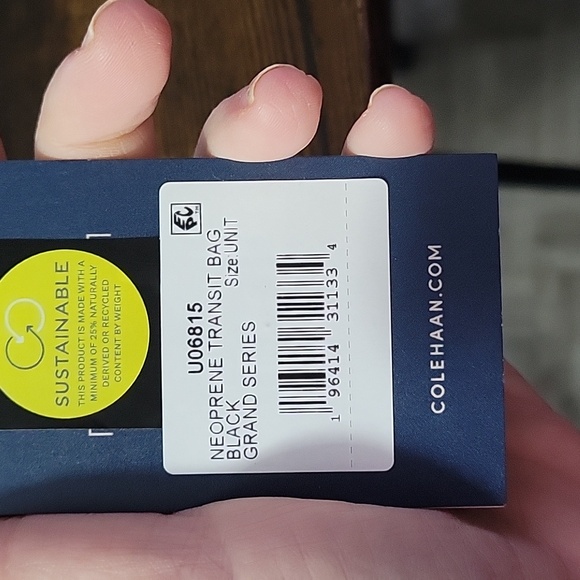 SUSTAINABLE
THIS PRODUCT IS MADE WITH A
MINIMUM OF 25% NATURALLY
DERIVED OR RECYCLED
CONTENT BY WEIGHT
U06815
NEOPRENE TRANSIT BAG
BLACK Size:UNIT
GRAND SERIES
1 96414 31133 4
COLEHAAN.COM